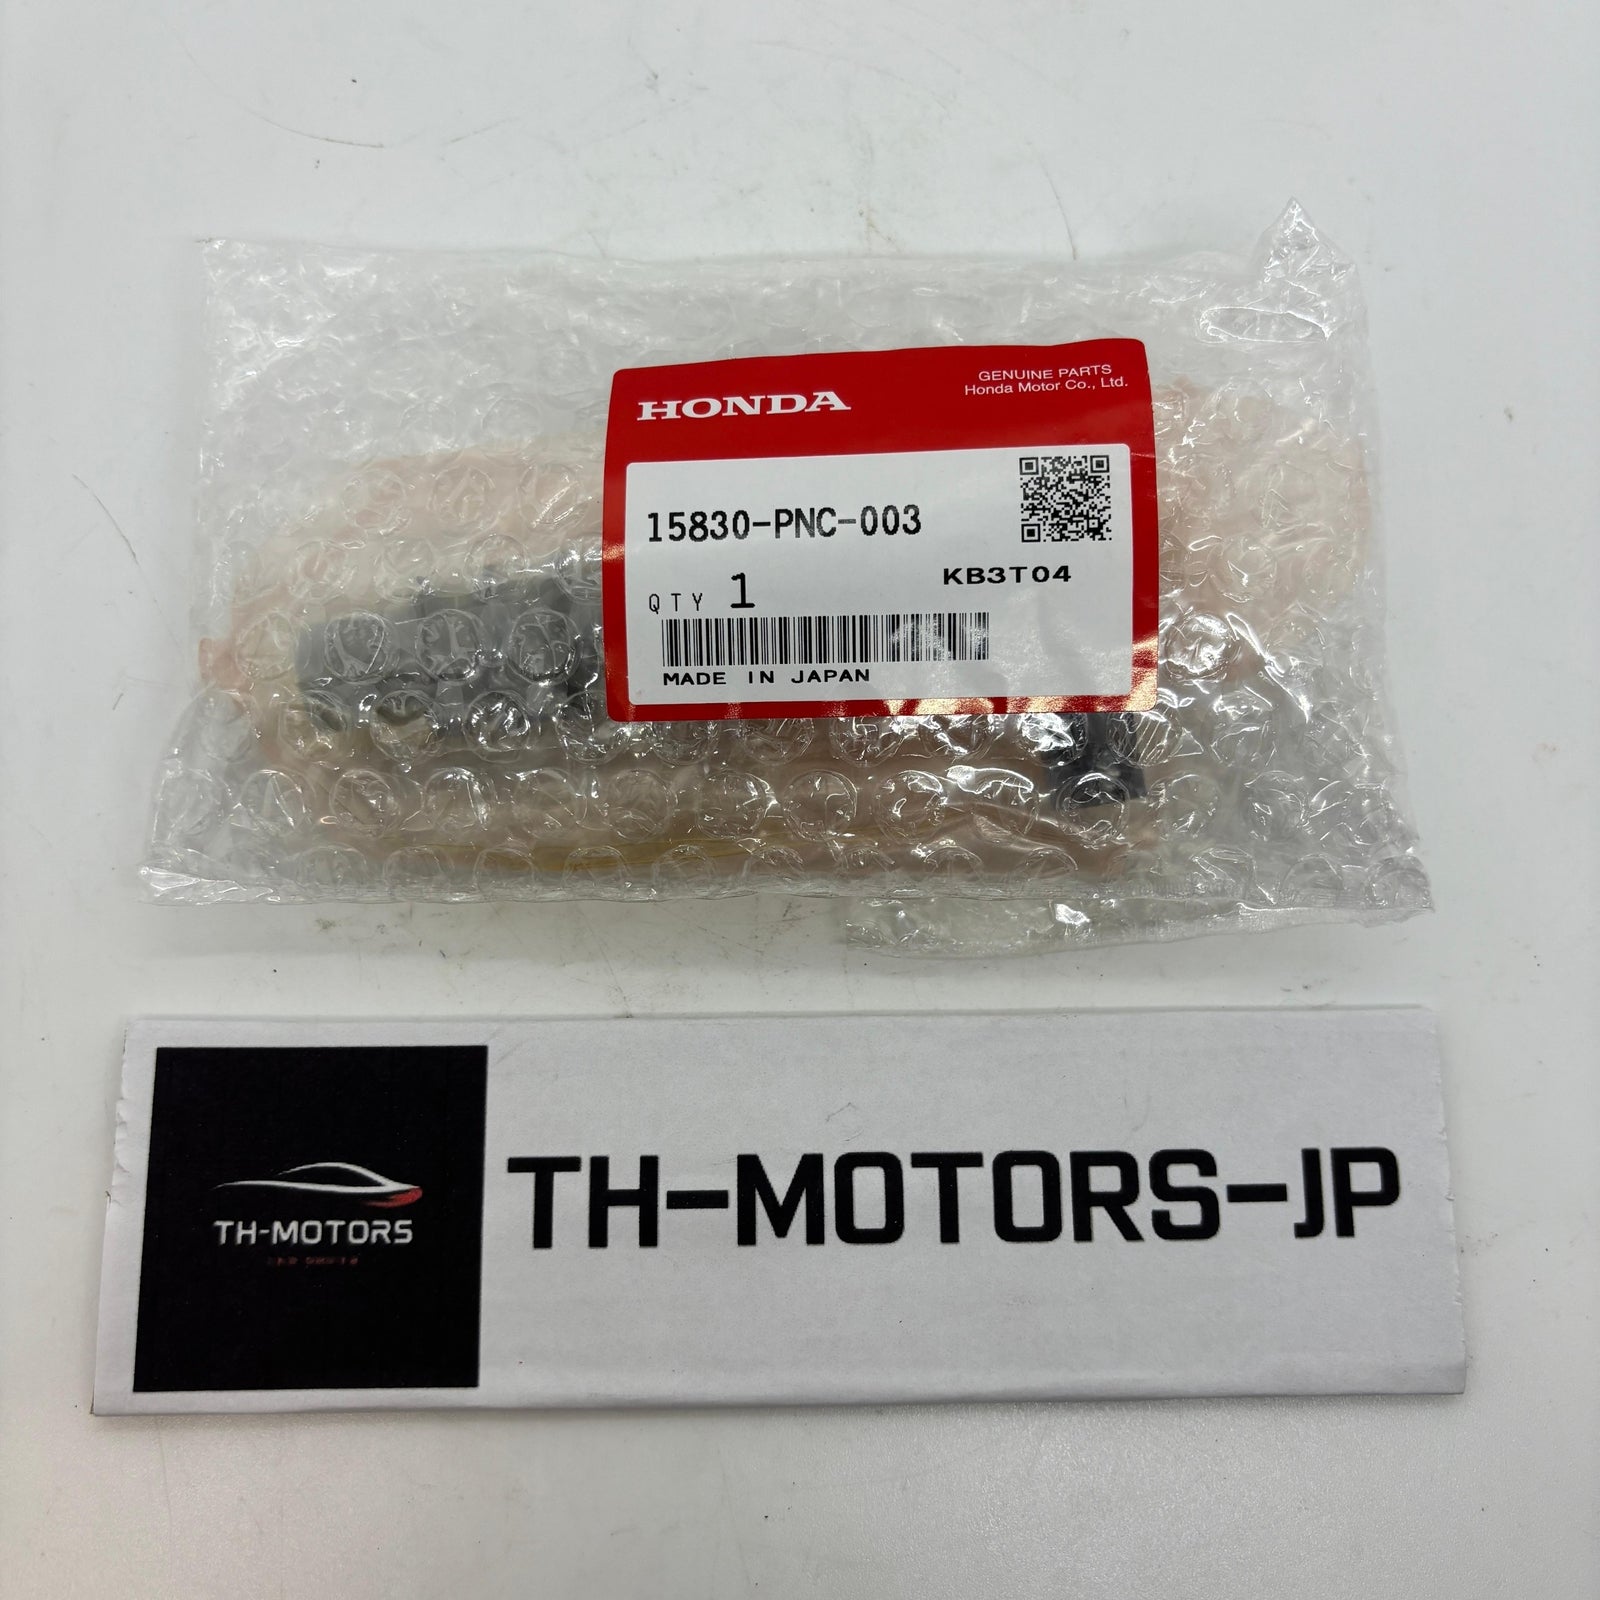 HONDA
GENUINE PARTS
Honda Motor Co., Ltd.
15830-PNC-003
QTY 1
KB3T04
MADE IN JAPAN
TH-MOTORS
TH-MOTORS-JP